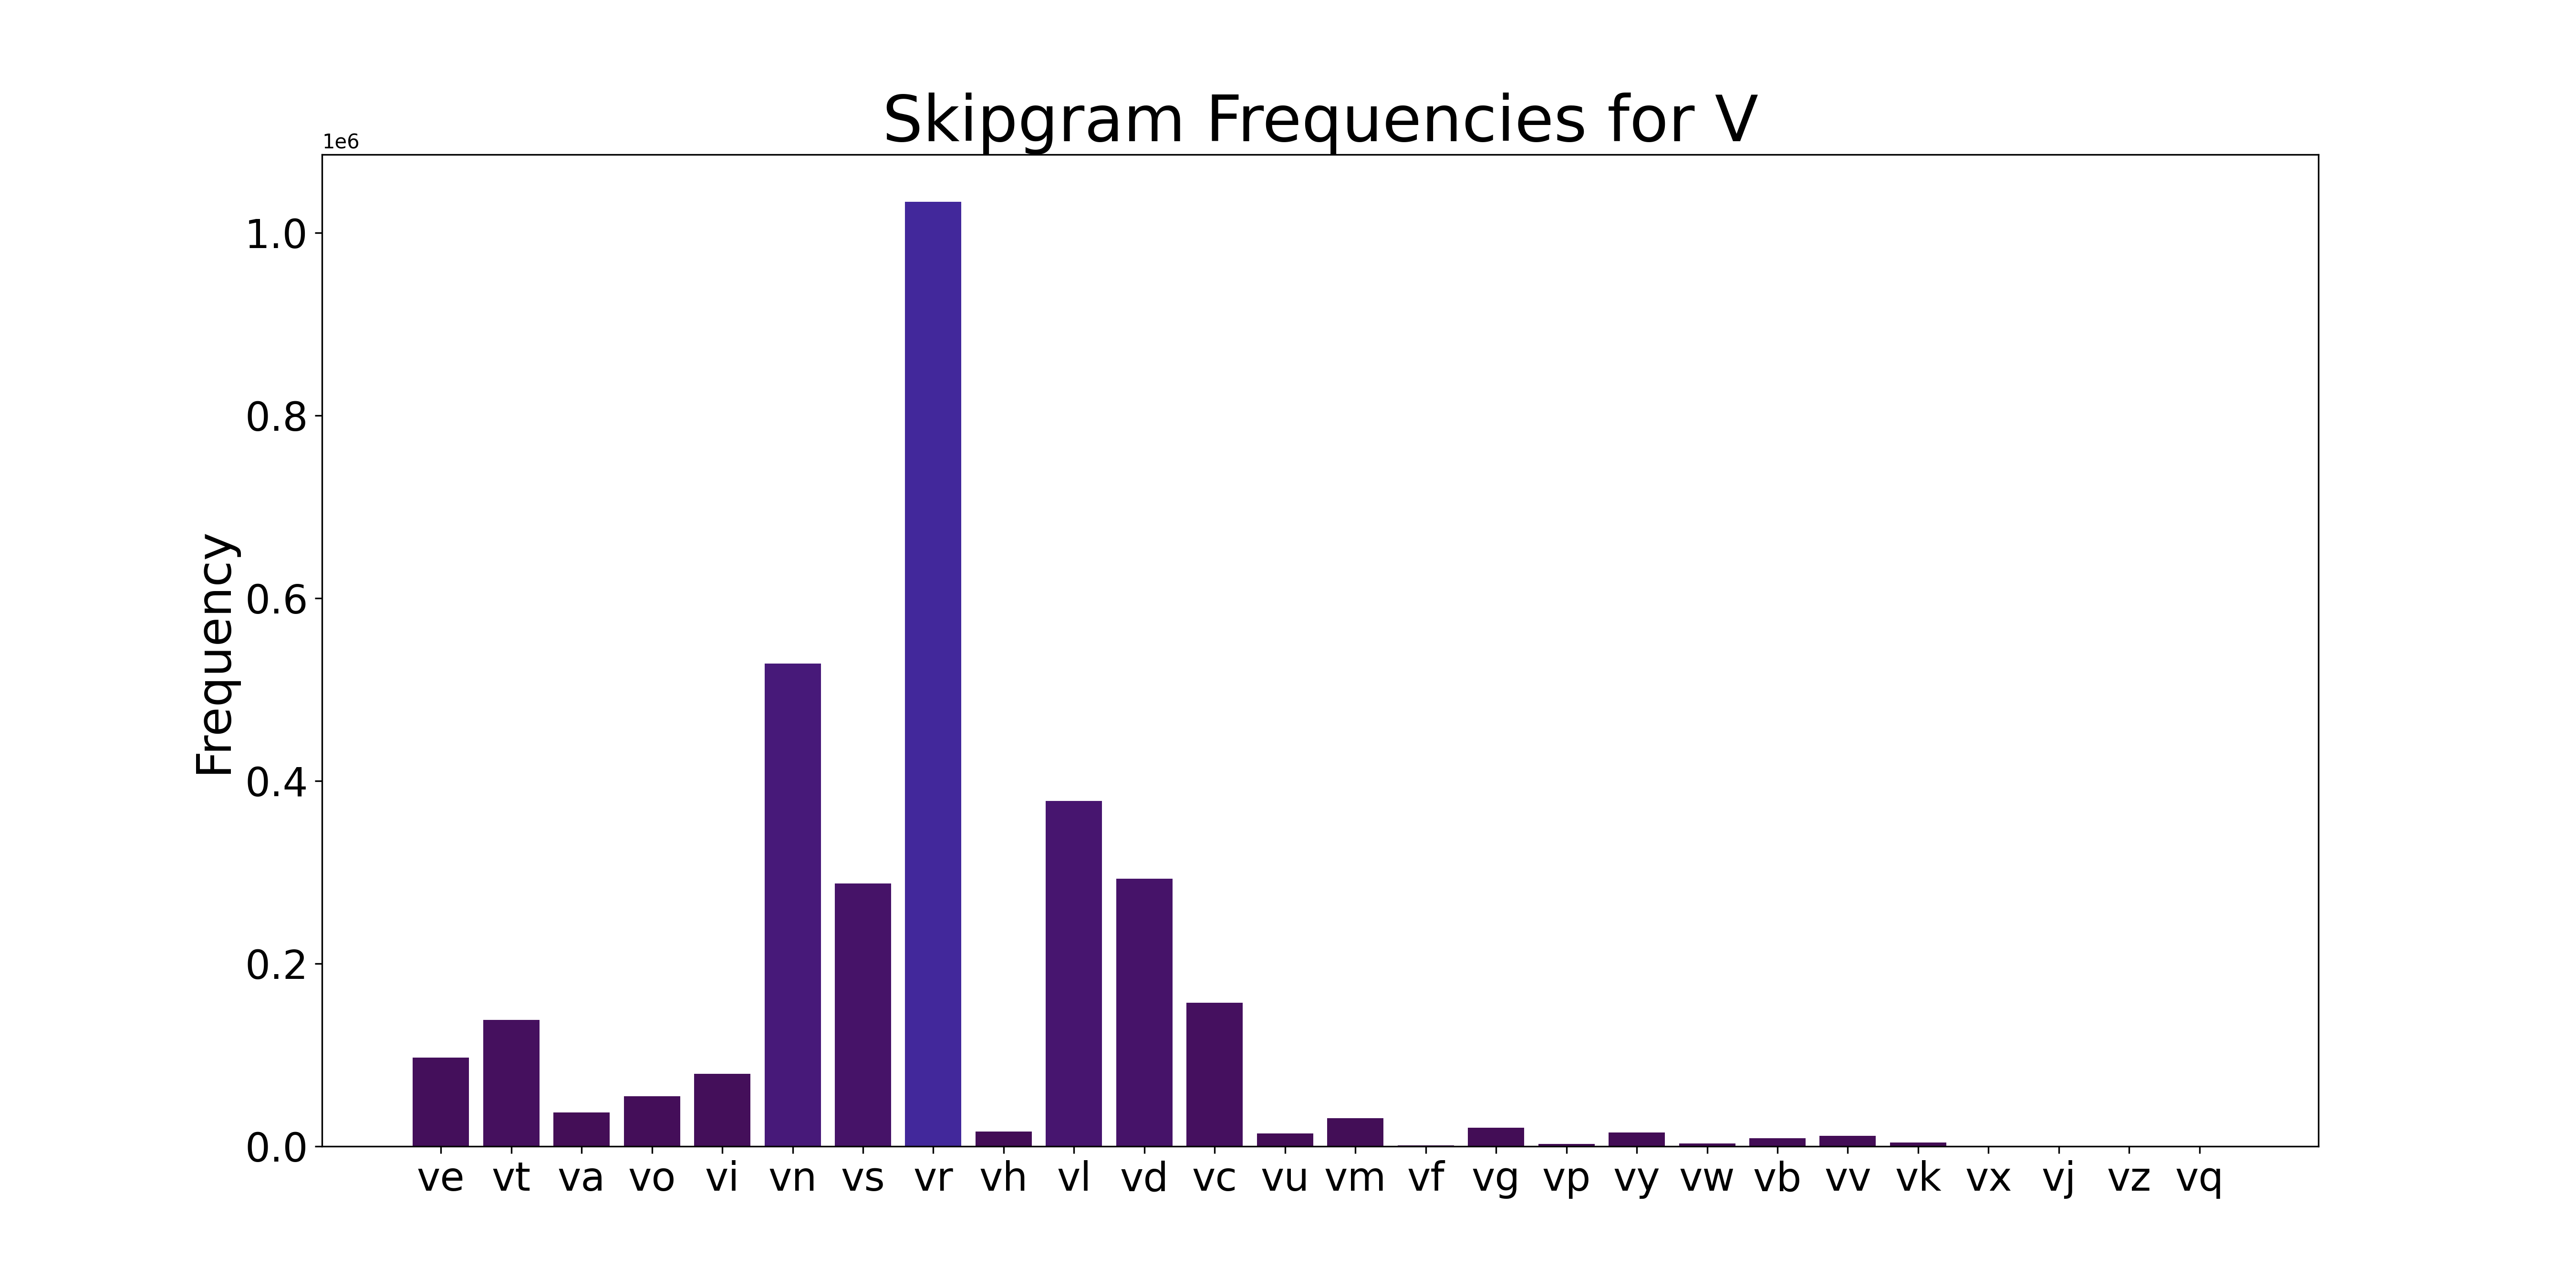 Skipgram Frequencies for V
1e6
1.0
0.8
0.6
0.4
0.2
0.0
Frequency
ve vt va vo vi vn vs vr vh vl vd vc vu vm vf vg vp vy vw vb vv vk vx vj vz vq